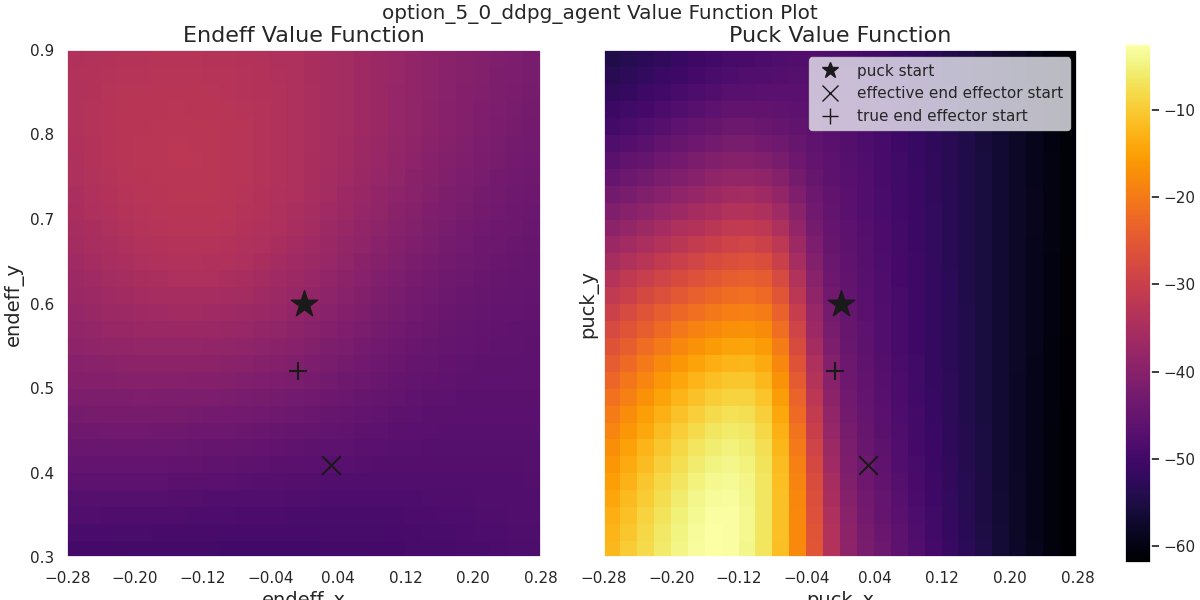 option_5_0_ddpg_agent Value Function Plot
Endeff Value Function
Puck Value Function
0.9
0.8
0.7
0.6
0.5
0.4
0.3
endeff_y
−0.28 −0.20 −0.12 −0.04 0.04 0.12 0.20 0.28
endeff_x
puck start
effective end effector start
true end effector start
puck_y
−0.28 −0.20 −0.12 −0.04 0.04 0.12 0.20 0.28
puck_x
−10
−20
−30
−40
−50
−60